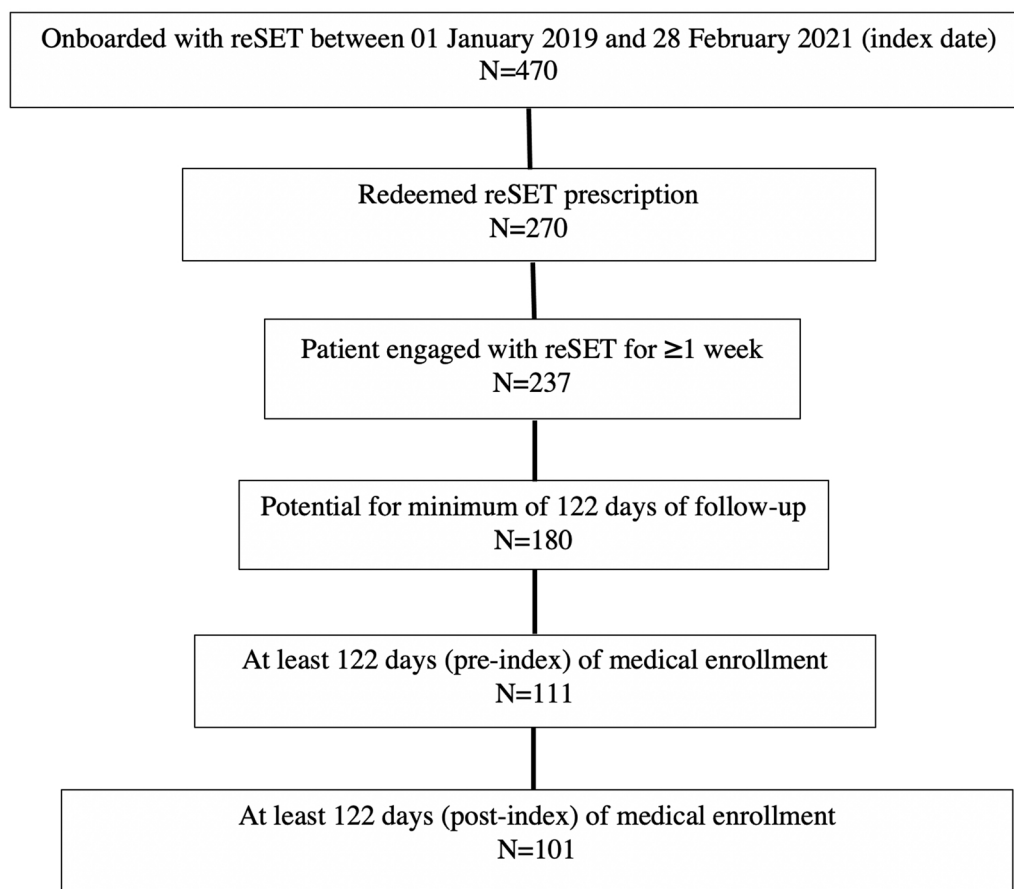 Onboarded with reSET between 01 January 2019 and 28 February 2021 (index date)
N=470
Redeemed reSET prescription
N=270
Patient engaged with reSET for ≥1 week
N=237
Potential for minimum of 122 days of follow-up
N=180
At least 122 days (pre-index) of medical enrollment
N=111
At least 122 days (post-index) of medical enrollment
N=101